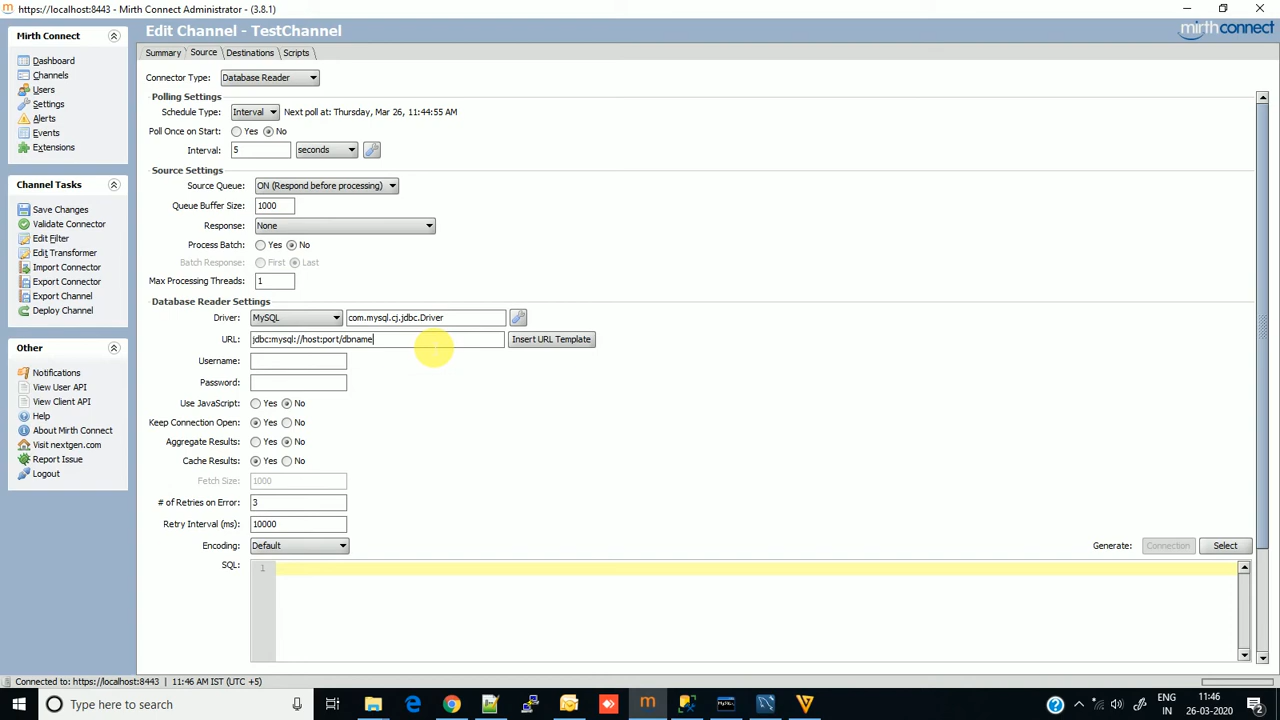 https://localhost:8443 - Mirth Connect Administrator - (3.8.1)
Mirth Connect
Dashboard
Channels
Users
Settings
Alerts
Events
Extensions
Channel Tasks
Save Changes
Validate Connector
Edit Filter
Edit Transformer
Import Connector
Export Connector
Export Channel
Deploy Channel
Other
Notifications
View User API
View Client API
Help
About Mirth Connect
Visit nextgen.com
Report Issue
Logout
Edit Channel - TestChannel
mirthconnect
Summary Source Destinations Scripts
Connector Type: Database Reader
Polling Settings
Schedule Type: Interval Next poll at: Thursday, Mar 26, 11:44:55 AM
Poll Once on Start: Yes No
Interval: 5 seconds
Source Settings
Source Queue: ON (Respond before processing)
Queue Buffer Size: 1000
Response: None
Process Batch: Yes No
Batch Response: First Last
Max Processing Threads: 1
Database Reader Settings
Driver: MySQL com.mysql.cj.jdbc.Driver
URL: jdbc:mysql://host:port/dbname Insert URL Template
Username:
Password:
Use JavaScript: Yes No
Keep Connection Open: Yes No
Aggregate Results: Yes No
Cache Results: Yes No
Fetch Size: 1000
# of Retries on Error: 3
Retry Interval (ms): 10000
Encoding: Default Generate: Connection Select
SQL: 1
Connected to: https://localhost:8443 | 11:46 AM IST (UTC +5)
Type here to search
ENG 11:46
IN 26-03-2020
2